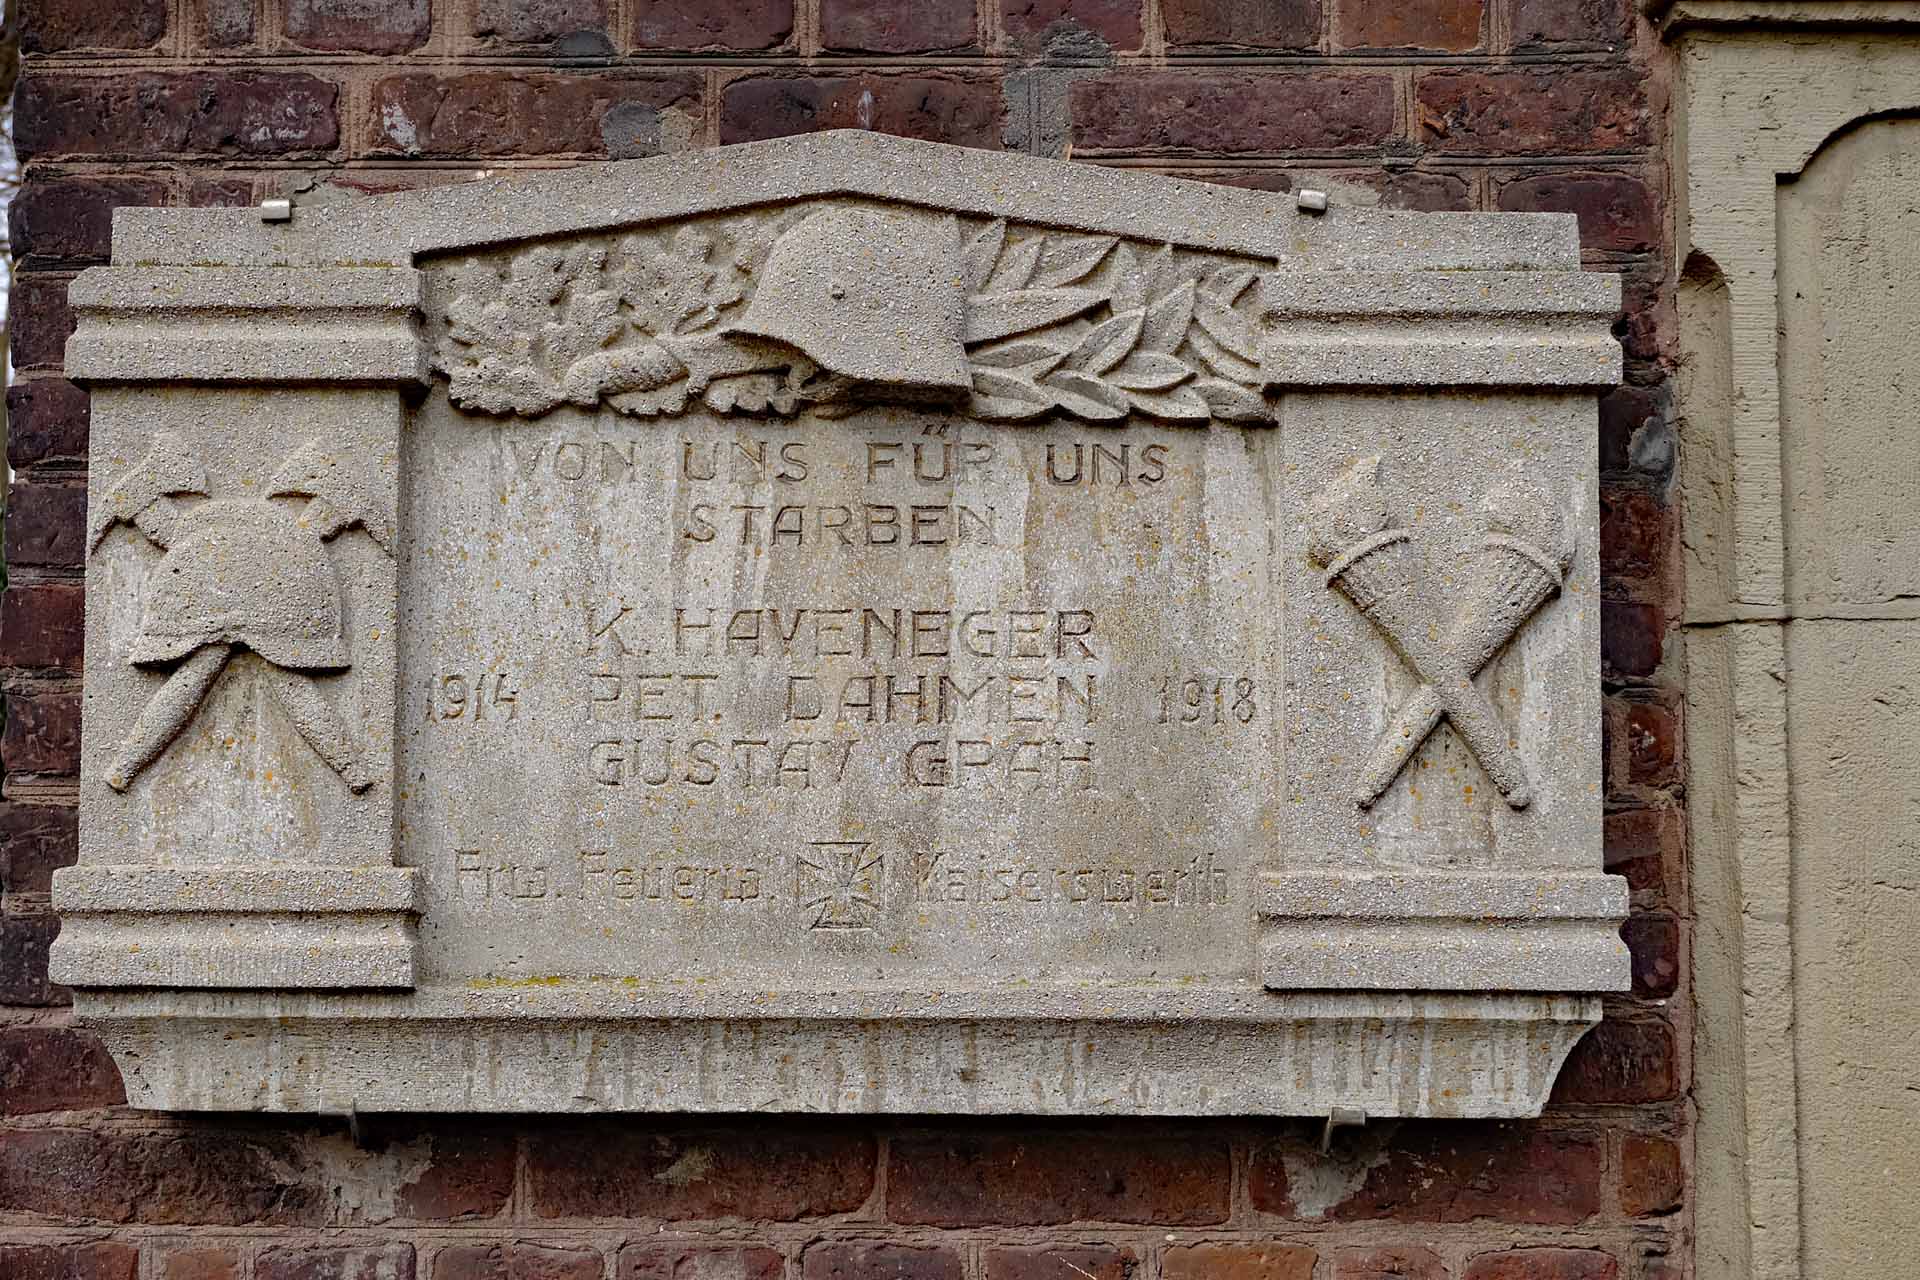 VON UNS FÜR UNS
STARBEN
K. HAVENEGER
1914 PET. DAHMEN 1918
GUSTAV GRAH
Frw. Feuerw. Kaiserswerth